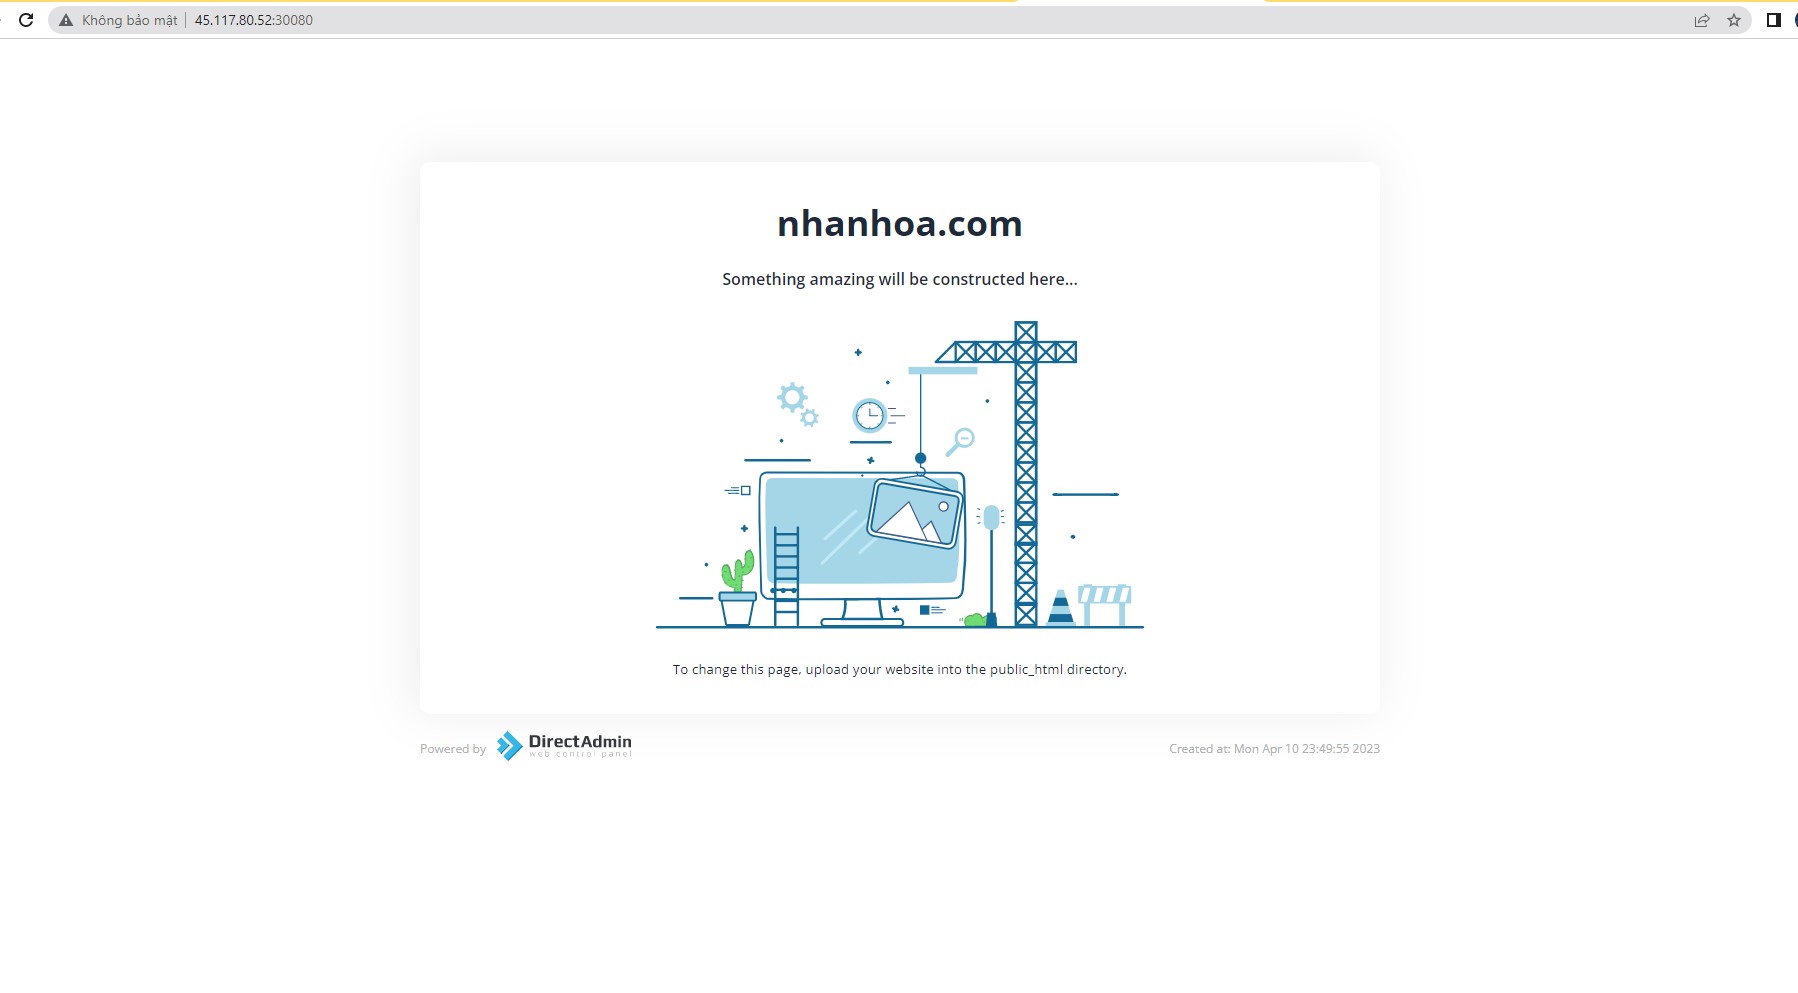 Không bảo mật
45.117.80.52:30080
nhanhoa.com
Something amazing will be constructed here...
To change this page, upload your website into the public_html directory.
Powered by
DirectAdmin
web control panel
Created at: Mon Apr 10 23:49:55 2023